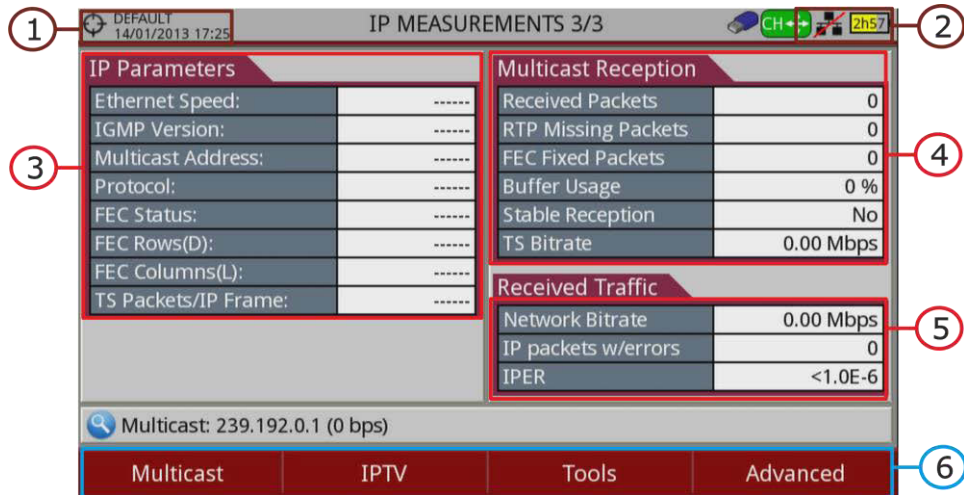 DEFAULT
14/01/2013 17:25
IP MEASUREMENTS 3/3
CH
2h57
1
2
IP Parameters
Ethernet Speed: ------
IGMP Version: ------
Multicast Address: ------
Protocol: ------
FEC Status: ------
FEC Rows(D): ------
FEC Columns(L): ------
TS Packets/IP Frame: ------
3
Multicast Reception
Received Packets 0
RTP Missing Packets 0
FEC Fixed Packets 0
Buffer Usage 0 %
Stable Reception No
TS Bitrate 0.00 Mbps
4
Received Traffic
Network Bitrate 0.00 Mbps
IP packets w/errors 0
IPER <1.0E-6
5
Multicast: 239.192.0.1 (0 bps)
Multicast IPTV Tools Advanced
6